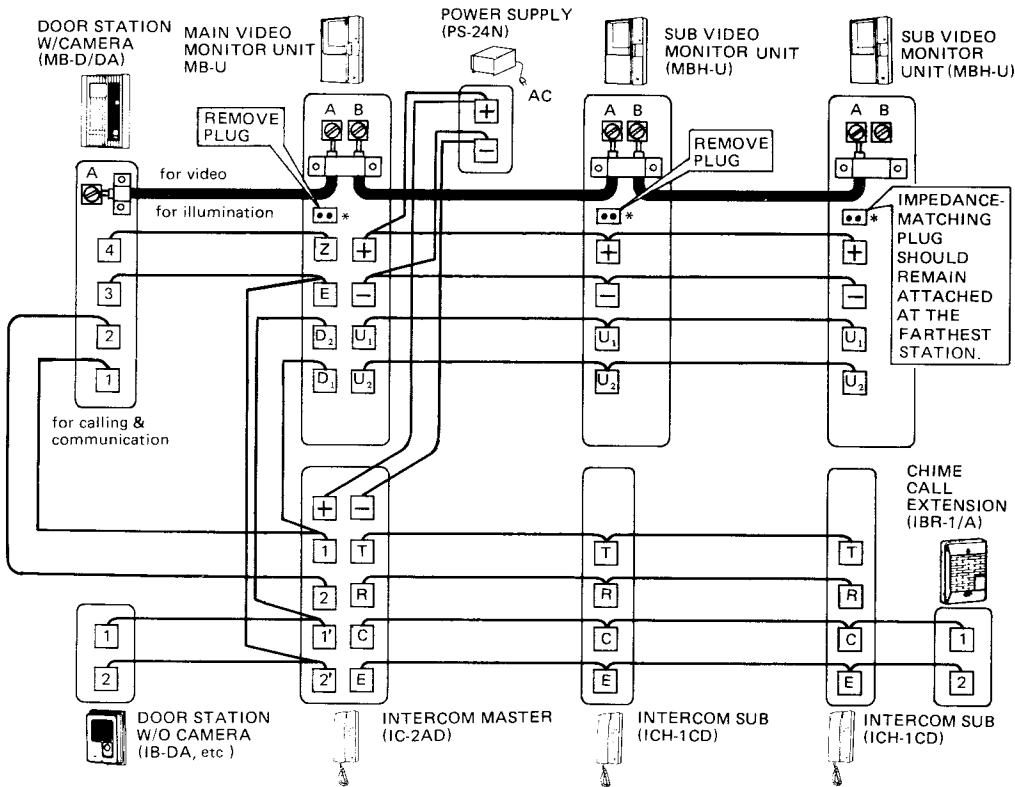 DOOR STATION
W/CAMERA
(MB-D/DA)
MAIN VIDEO
MONITOR UNIT
MB-U
POWER SUPPLY
(PS-24N)
AC
SUB VIDEO
MONITOR UNIT
(MBH-U)
SUB VIDEO
MONITOR
UNIT (MBH-U)
REMOVE
PLUG
A B
+
−
A B
REMOVE
PLUG
A B
A
for video
for illumination
*
*
*
IMPEDANCE-
MATCHING
PLUG
SHOULD
REMAIN
ATTACHED
AT THE
FARTHEST
STATION.
4
Z +
+
+
3
E −
−
−
2
D₂ U₁
U₁
U₁
1
D₁ U₂
U₂
U₂
for calling &
communication
CHIME
CALL
EXTENSION
(IBR-1/A)
+ −
1 T
T
T
2 R
R
R
1
1' C
C
C
1
2
2' E
E
E
2
DOOR STATION
W/O CAMERA
(IB-DA, etc )
INTERCOM MASTER
(IC-2AD)
INTERCOM SUB
(ICH-1CD)
INTERCOM SUB
(ICH-1CD)